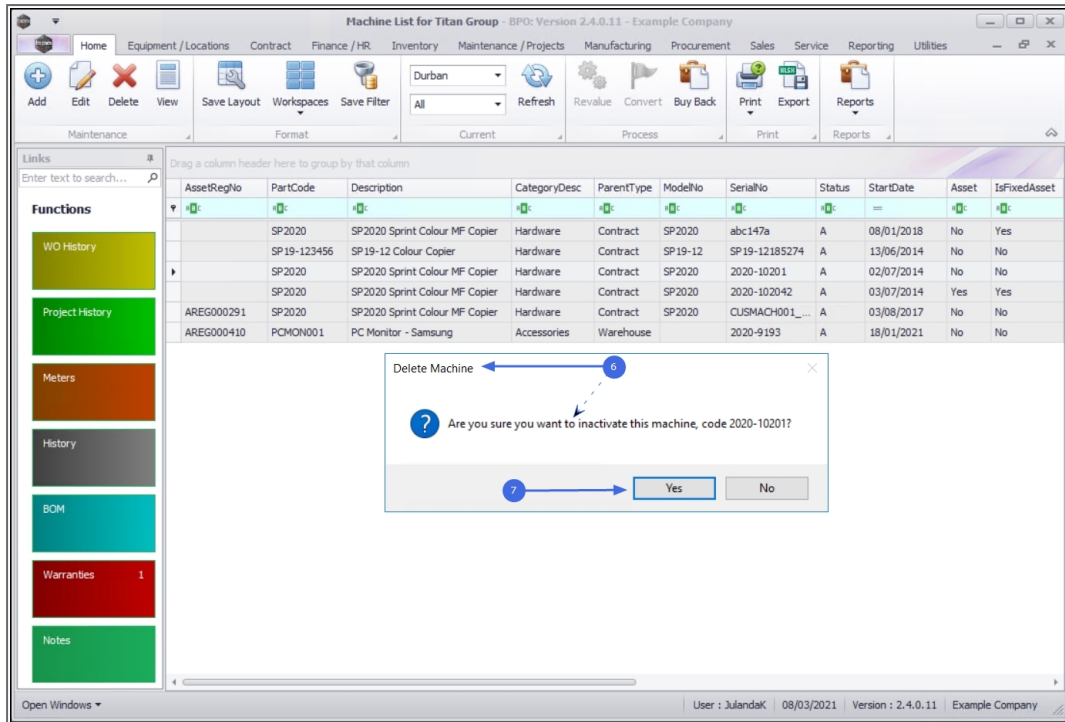 Machine List for Titan Group - BPO: Version 2.4.0.11 - Example Company
Home Equipment / Locations Contract Finance / HR Inventory Maintenance / Projects Manufacturing Procurement Sales Service Reporting Utilities
Durban
All
Add Edit Delete View Save Layout Workspaces Save Filter Refresh Revalue Convert Buy Back Print Export Reports
Maintenance Format Current Process Print Reports
Links
Drag a column header here to group by that column
Enter text to search...
AssetRegNo PartCode Description CategoryDesc ParentType ModelNo SerialNo Status StartDate Asset IsFixedAsset
Functions
SP2020 SP2020 Sprint Colour MF Copier Hardware Contract SP2020 abc147a A 08/01/2018 No Yes
SP19-123456 SP19-12 Colour Copier Hardware Contract SP19-12 SP19-12185274 A 13/06/2014 No No
SP2020 SP2020 Sprint Colour MF Copier Hardware Contract SP2020 2020-10201 A 02/07/2014 No No
SP2020 SP2020 Sprint Colour MF Copier Hardware Contract SP2020 2020-102042 A 03/07/2014 Yes Yes
AREG000291 SP2020 SP2020 Sprint Colour MF Copier Hardware Contract SP2020 CUSMACH001_... A 03/08/2017 No No
AREG000410 PCMON001 PC Monitor - Samsung Accessories Warehouse 2020-9193 A 18/01/2021 No No
WO History
Project History
Meters
History
BOM
Warranties 1
Notes
Delete Machine
6
Are you sure you want to inactivate this machine, code 2020-10201?
7
Yes No
Open Windows
User : JulandaK 08/03/2021 Version : 2.4.0.11 Example Company